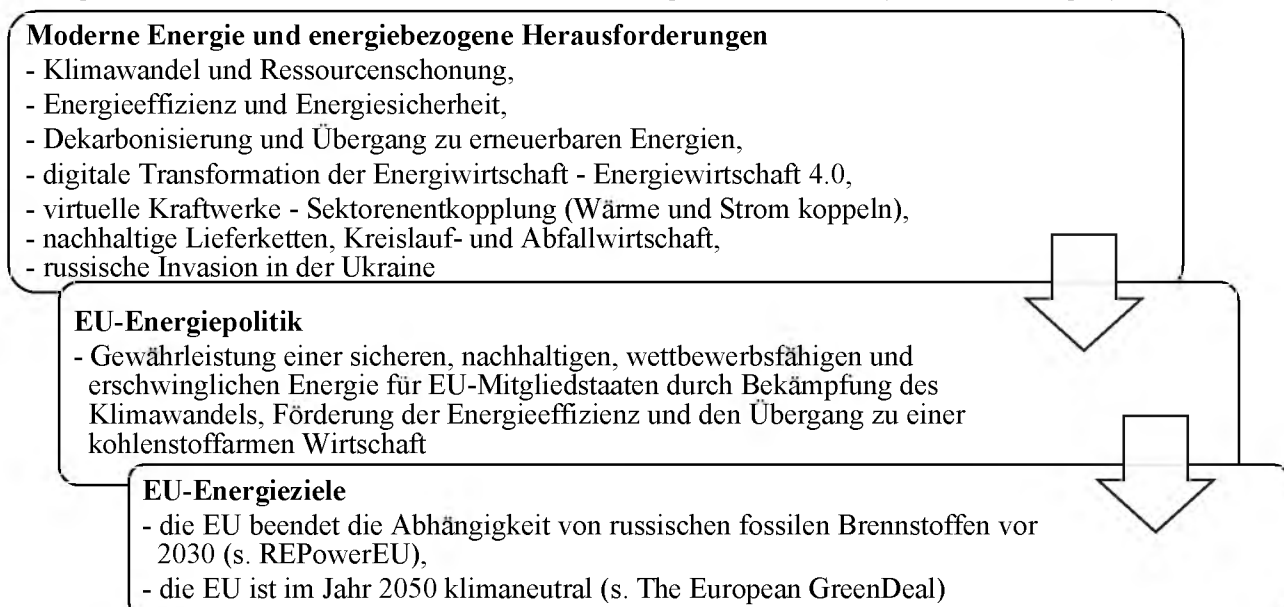 Moderne Energie und energiebezogene Herausforderungen
- Klimawandel und Ressourcenschonung,
- Energieeffizienz und Energiesicherheit,
- Dekarbonisierung und Übergang zu erneuerbaren Energien,
- digitale Transformation der Energiwirtschaft - Energiewirtschaft 4.0,
- virtuelle Kraftwerke - Sektorenentkopplung (Wärme und Strom koppeln),
- nachhaltige Lieferketten, Kreislauf- und Abfallwirtschaft,
- russische Invasion in der Ukraine
EU-Energiepolitik
- Gewährleistung einer sicheren, nachhaltigen, wettbewerbsfähigen und
erschwinglichen Energie für EU-Mitgliedstaaten durch Bekämpfung des
Klimawandels, Förderung der Energieeffizienz und den Übergang zu einer
kohlenstoffarmen Wirtschaft
EU-Energieziele
- die EU beendet die Abhängigkeit von russischen fossilen Brennstoffen vor
2030 (s. REPowerEU),
- die EU ist im Jahr 2050 klimaneutral (s. The European GreenDeal)